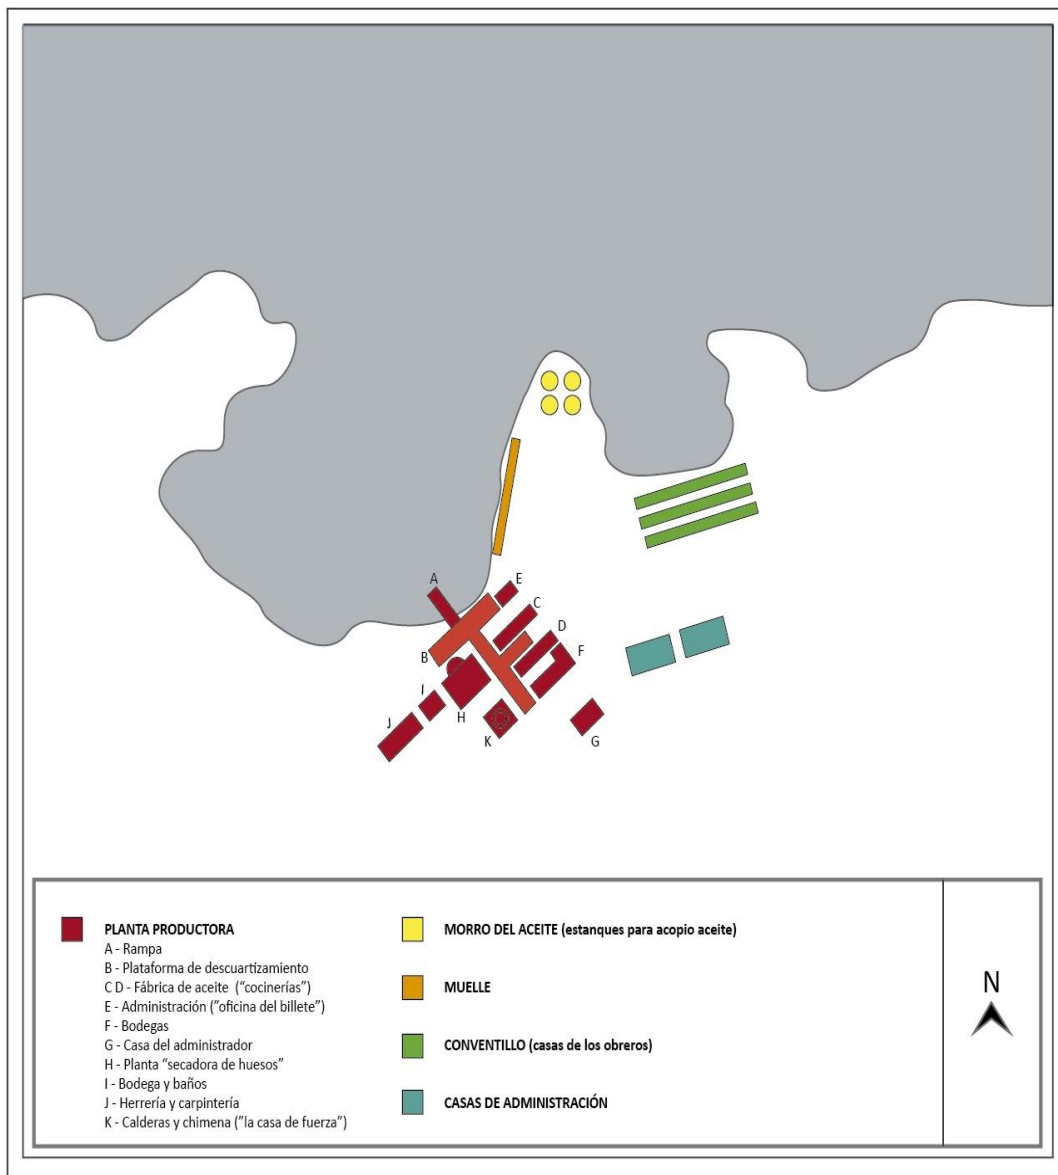 A
E
C
D
B
F
I
H
J
K
G
PLANTA PRODUCTORA
A - Rampa
B - Plataforma de descuartizamiento
C D - Fábrica de aceite (“cocinerías”)
E - Administración (”oficina del billete”)
F - Bodegas
G - Casa del administrador
H - Planta “secadora de huesos”
I - Bodega y baños
J - Herrería y carpintería
K - Calderas y chimena (”la casa de fuerza”)
MORRO DEL ACEITE (estanques para acopio aceite)
MUELLE
CONVENTILLO (casas de los obreros)
CASAS DE ADMINISTRACIÓN
N